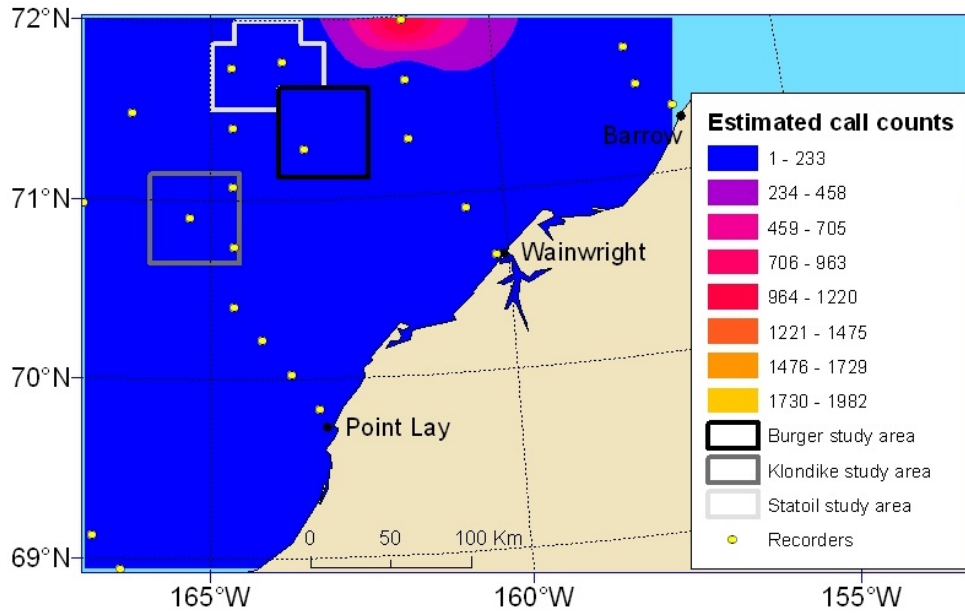 72°N
71°N
70°N
69°N
165°W
160°W
155°W
Barrow
Wainwright
Point Lay
0 50 100 Km
Estimated call counts
1 - 233
234 - 458
459 - 705
706 - 963
964 - 1220
1221 - 1475
1476 - 1729
1730 - 1982
Burger study area
Klondike study area
Statoil study area
Recorders